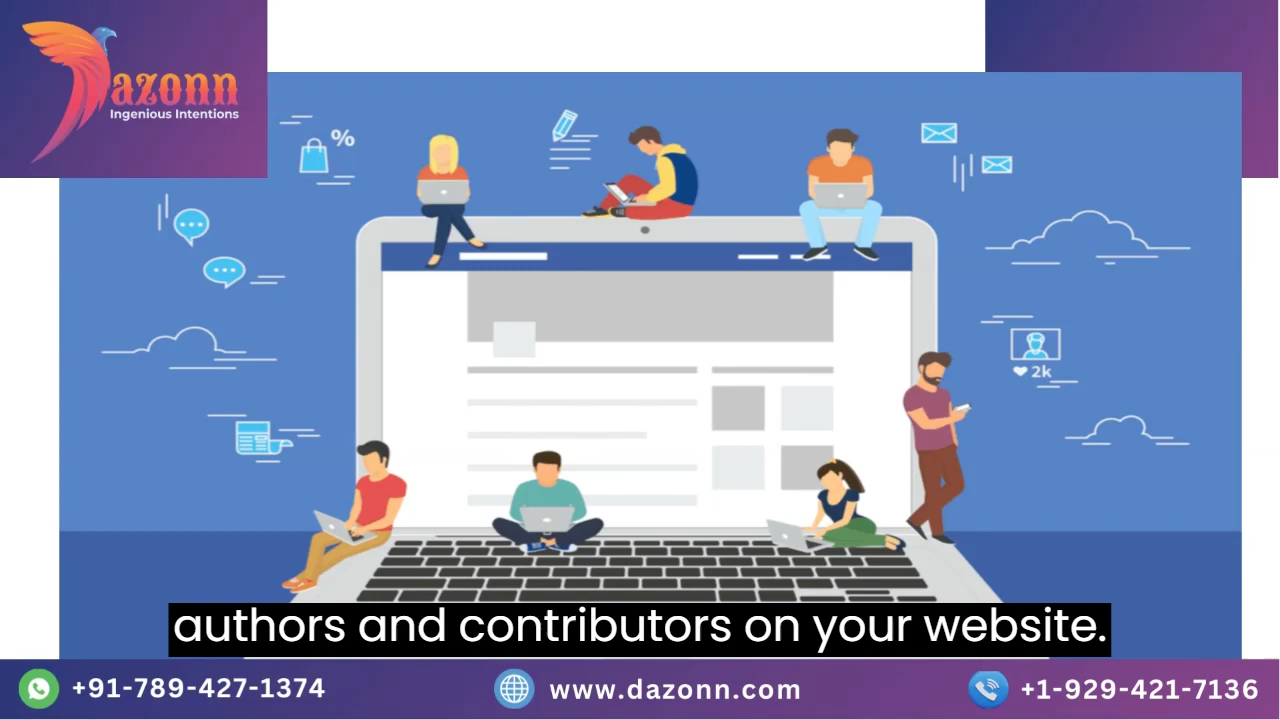 Dazonn
Ingenious Intentions
%
2k
authors and contributors on your website.
+91-789-427-1374
www.dazonn.com
+1-929-421-7136